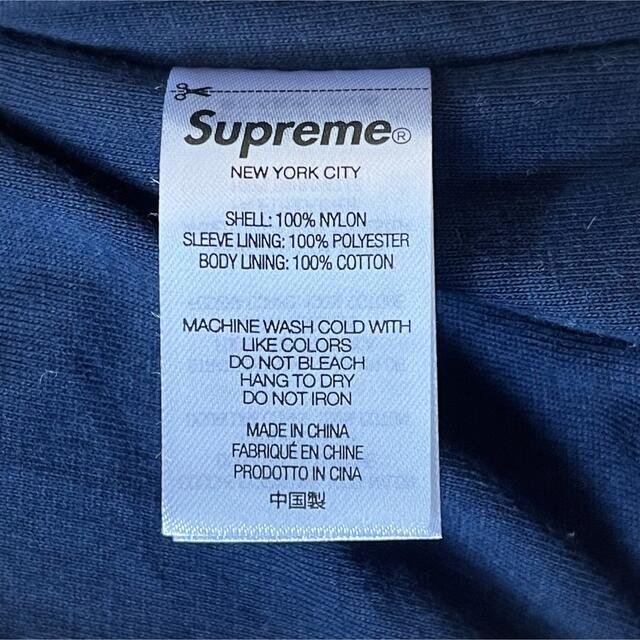 Supreme®
NEW YORK CITY
SHELL: 100% NYLON
SLEEVE LINING: 100% POLYESTER
BODY LINING: 100% COTTON
MACHINE WASH COLD WITH
LIKE COLORS
DO NOT BLEACH
HANG TO DRY
DO NOT IRON
MADE IN CHINA
FABRIQUÉ EN CHINE
PRODOTTO IN CINA
中国製